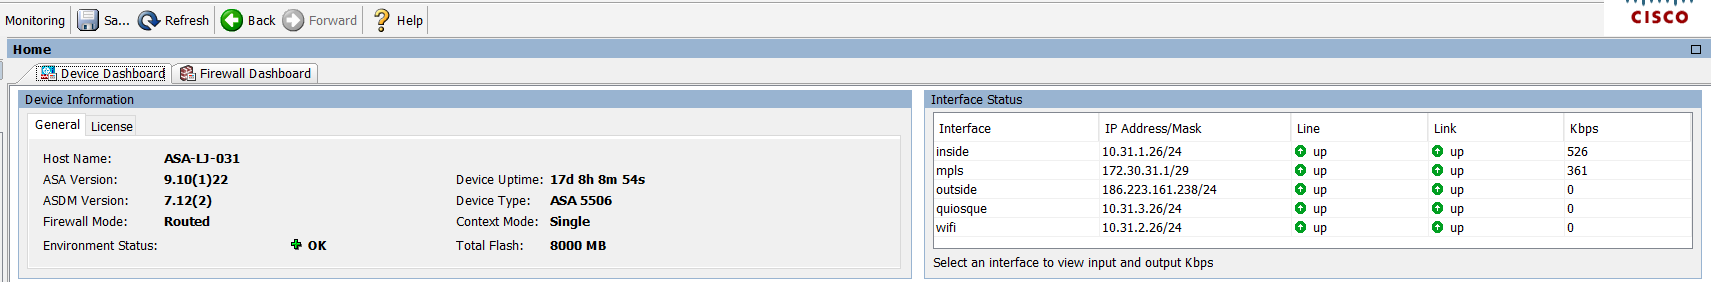 Monitoring Sa... Refresh Back Forward Help
CISCO
Home
Device Dashboard Firewall Dashboard
Device Information
General License
Host Name: ASA-LJ-031
ASA Version: 9.10(1)22 Device Uptime: 17d 8h 8m 54s
ASDM Version: 7.12(2) Device Type: ASA 5506
Firewall Mode: Routed Context Mode: Single
Environment Status: OK Total Flash: 8000 MB
Interface Status
Interface IP Address/Mask Line Link Kbps
inside 10.31.1.26/24 up up 526
mpls 172.30.31.1/29 up up 361
outside 186.223.161.238/24 up up 0
quiosque 10.31.3.26/24 up up 0
wifi 10.31.2.26/24 up up 0
Select an interface to view input and output Kbps